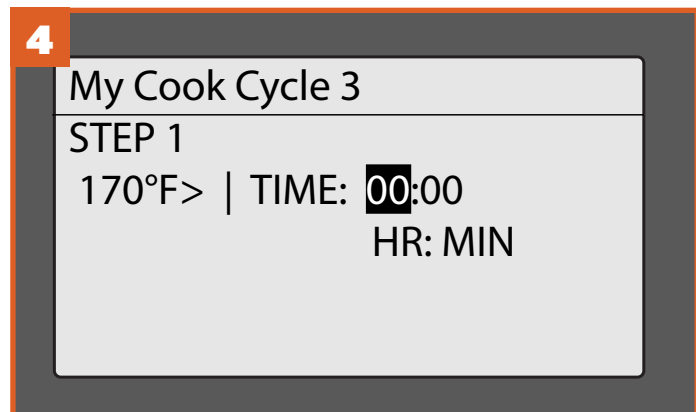 4
My Cook Cycle 3
STEP 1
170°F> | TIME: 00:00
HR: MIN